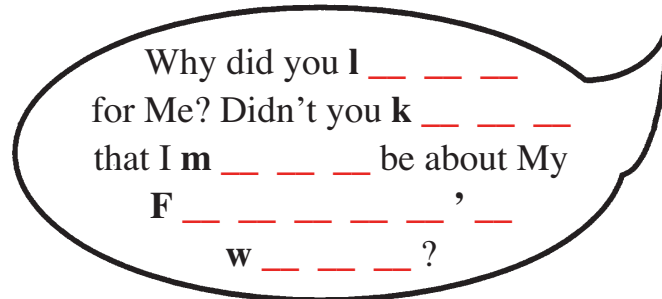 Why did you l __ __ __
for Me? Didn't you k __ __ __
that I m __ __ __ be about My
F __ __ __ __ __ ' __
w __ __ __ ?